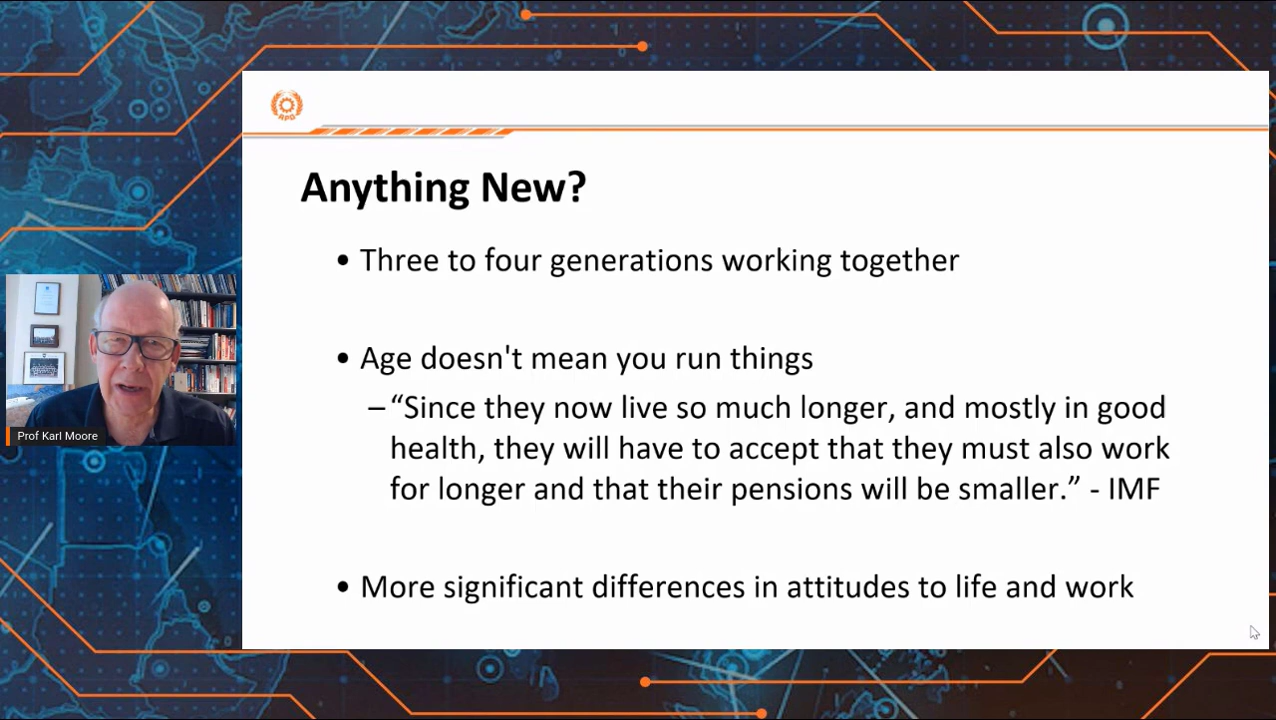 APO
Anything New?
• Three to four generations working together
• Age doesn't mean you run things
– “Since they now live so much longer, and mostly in good
health, they will have to accept that they must also work
for longer and that their pensions will be smaller.” - IMF
• More significant differences in attitudes to life and work
Prof Karl Moore